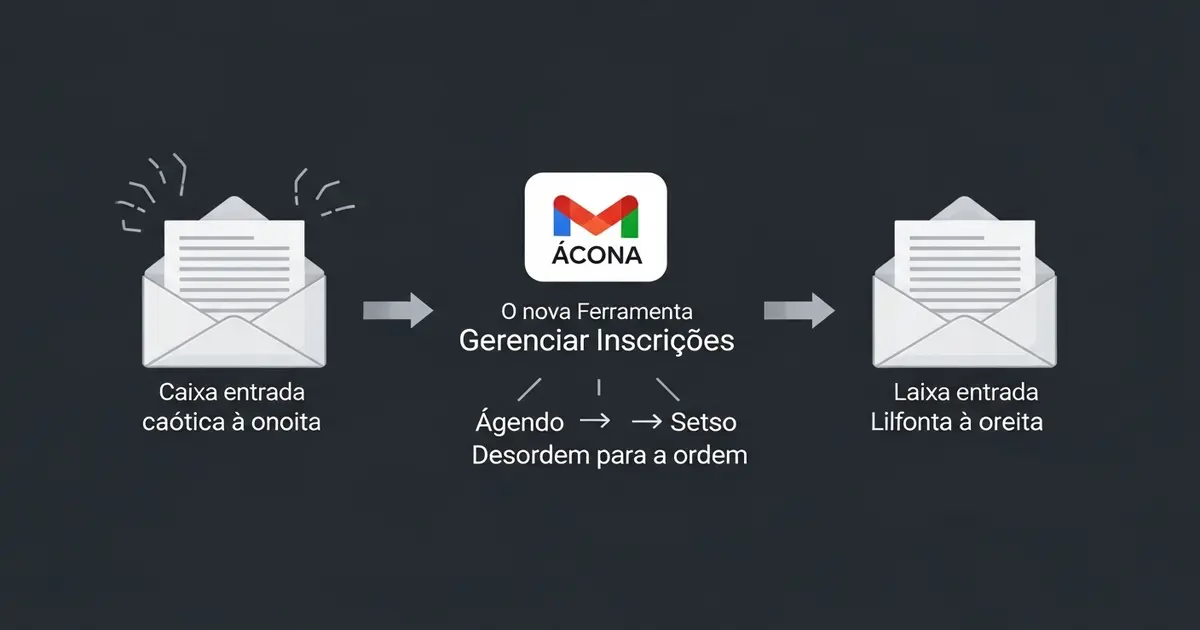 Caixa entrada
caótica à onoita
ÁCONA
O nova Ferramenta
Gerenciar Inscrições
Ágendo → → Setso
Desordem para a ordem
Laixa entrada
Lilfonta à oreita